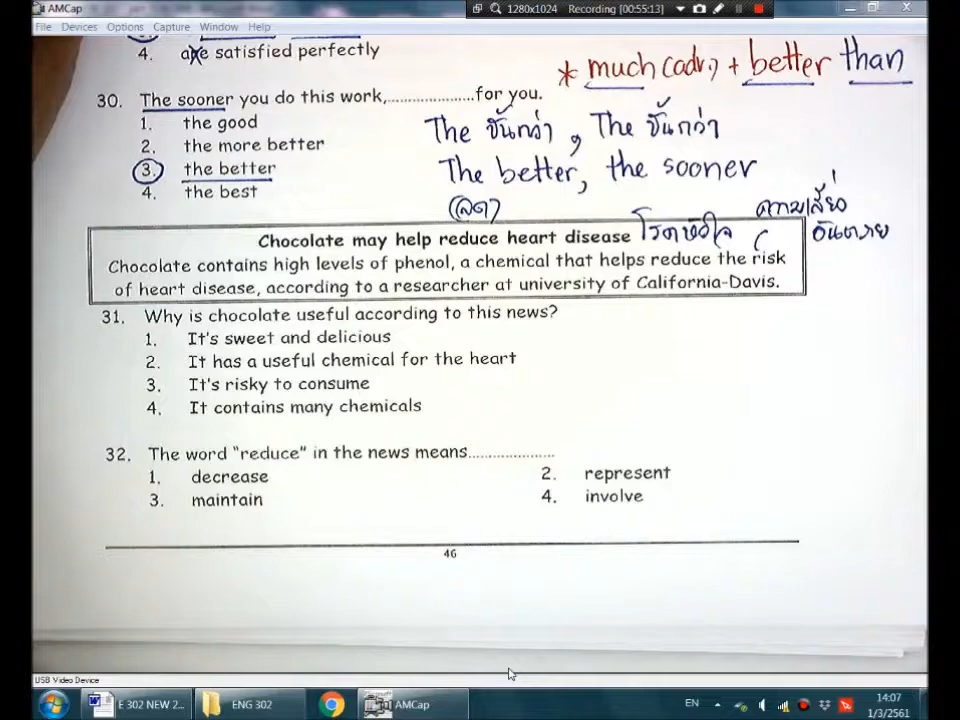 AMCap
1280x1024 Recording [00:55:13]
File Devices Options Capture Window Help
4. are satisfied perfectly
* much (adv.) + better than
30. The sooner you do this work,.....................for you.
1. the good
2. the more better
3. the better
4. the best
The ขั้นกว่า , The ขั้นกว่า
The better, the sooner
(ลด)
โรคหัวใจ
ความเสี่ยง
อันตราย
Chocolate may help reduce heart disease
Chocolate contains high levels of phenol, a chemical that helps reduce the risk
of heart disease, according to a researcher at university of California-Davis.
31. Why is chocolate useful according to this news?
1. It's sweet and delicious
2. It has a useful chemical for the heart
3. It's risky to consume
4. It contains many chemicals
32. The word “reduce” in the news means.....................
1. decrease
2. represent
3. maintain
4. involve
46
USB Video Device
E 302 NEW 2...
ENG 302
AMCap
EN
14:07
1/3/2561